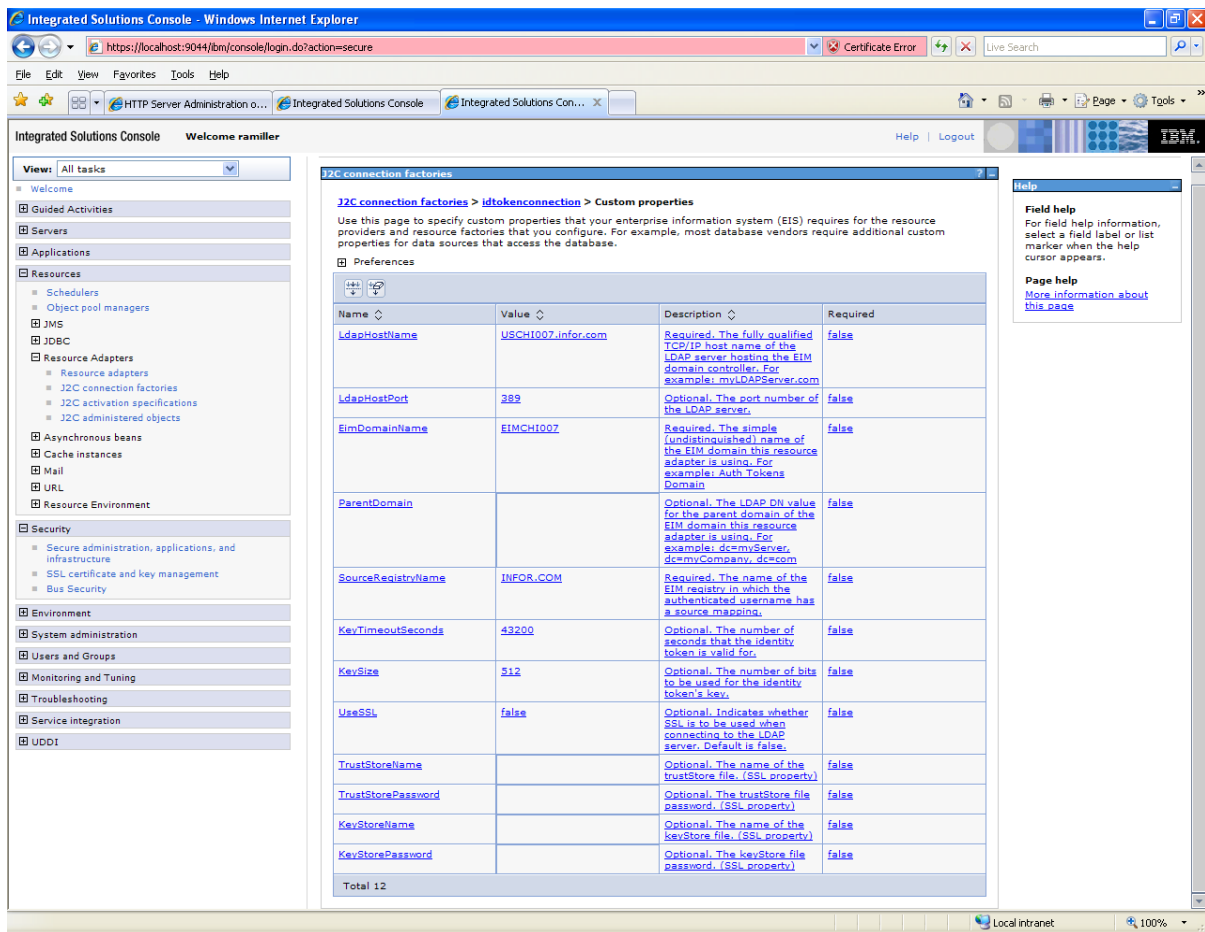 Integrated Solutions Console - Windows Internet Explorer
https://localhost:9044/ibm/console/login.do?action=secure
Certificate Error
Live Search
File Edit View Favorites Tools Help
HTTP Server Administration o...
Integrated Solutions Console
Integrated Solutions Con...
Page
Tools
Integrated Solutions Console Welcome ramiller
Help | Logout
IBM.
View: All tasks
Welcome
Guided Activities
Servers
Applications
Resources
Schedulers
Object pool managers
JMS
JDBC
Resource Adapters
Resource adapters
J2C connection factories
J2C activation specifications
J2C administered objects
Asynchronous beans
Cache instances
Mail
URL
Resource Environment
Security
Secure administration, applications, and
infrastructure
SSL certificate and key management
Bus Security
Environment
System administration
Users and Groups
Monitoring and Tuning
Troubleshooting
Service integration
UDDI
J2C connection factories
J2C connection factories > idtokenconnection > Custom properties
Use this page to specify custom properties that your enterprise information system (EIS) requires for the resource
providers and resource factories that you configure. For example, most database vendors require additional custom
properties for data sources that access the database.
Preferences
Name Value Description Required
LdapHostName USCHI007.infor.com Required. The fully qualified false
TCP/IP host name of the
LDAP server hosting the EIM
domain controller. For
example: myLDAPServer.com
LdapHostPort 389 Optional. The port number of false
the LDAP server.
EimDomainName EIMCHI007 Required. The simple false
(undistinguished) name of
the EIM domain this resource
adapter is using. For
example: Auth Tokens
Domain
ParentDomain Optional. The LDAP DN value false
for the parent domain of the
EIM domain this resource
adapter is using. For
example: dc=myServer,
dc=myCompany, dc=com
SourceRegistryName INFOR.COM Required. The name of the false
EIM registry in which the
authenticated username has
a source mapping.
KeyTimeoutSeconds 43200 Optional. The number of false
seconds that the identity
token is valid for.
KeySize 512 Optional. The number of bits false
to be used for the identity
token's key.
UseSSL false Optional. Indicates whether false
SSL is to be used when
connecting to the LDAP
server. Default is false.
TrustStoreName Optional. The name of the false
trustStore file. (SSL property)
TrustStorePassword Optional. The trustStore file false
password. (SSL property)
KeyStoreName Optional. The name of the false
keyStore file. (SSL property)
KeyStorePassword Optional. The keyStore file false
password. (SSL property)
Total 12
Help
Field help
For field help information,
select a field label or list
marker when the help
cursor appears.
Page help
More information about
this page
Local intranet
100%